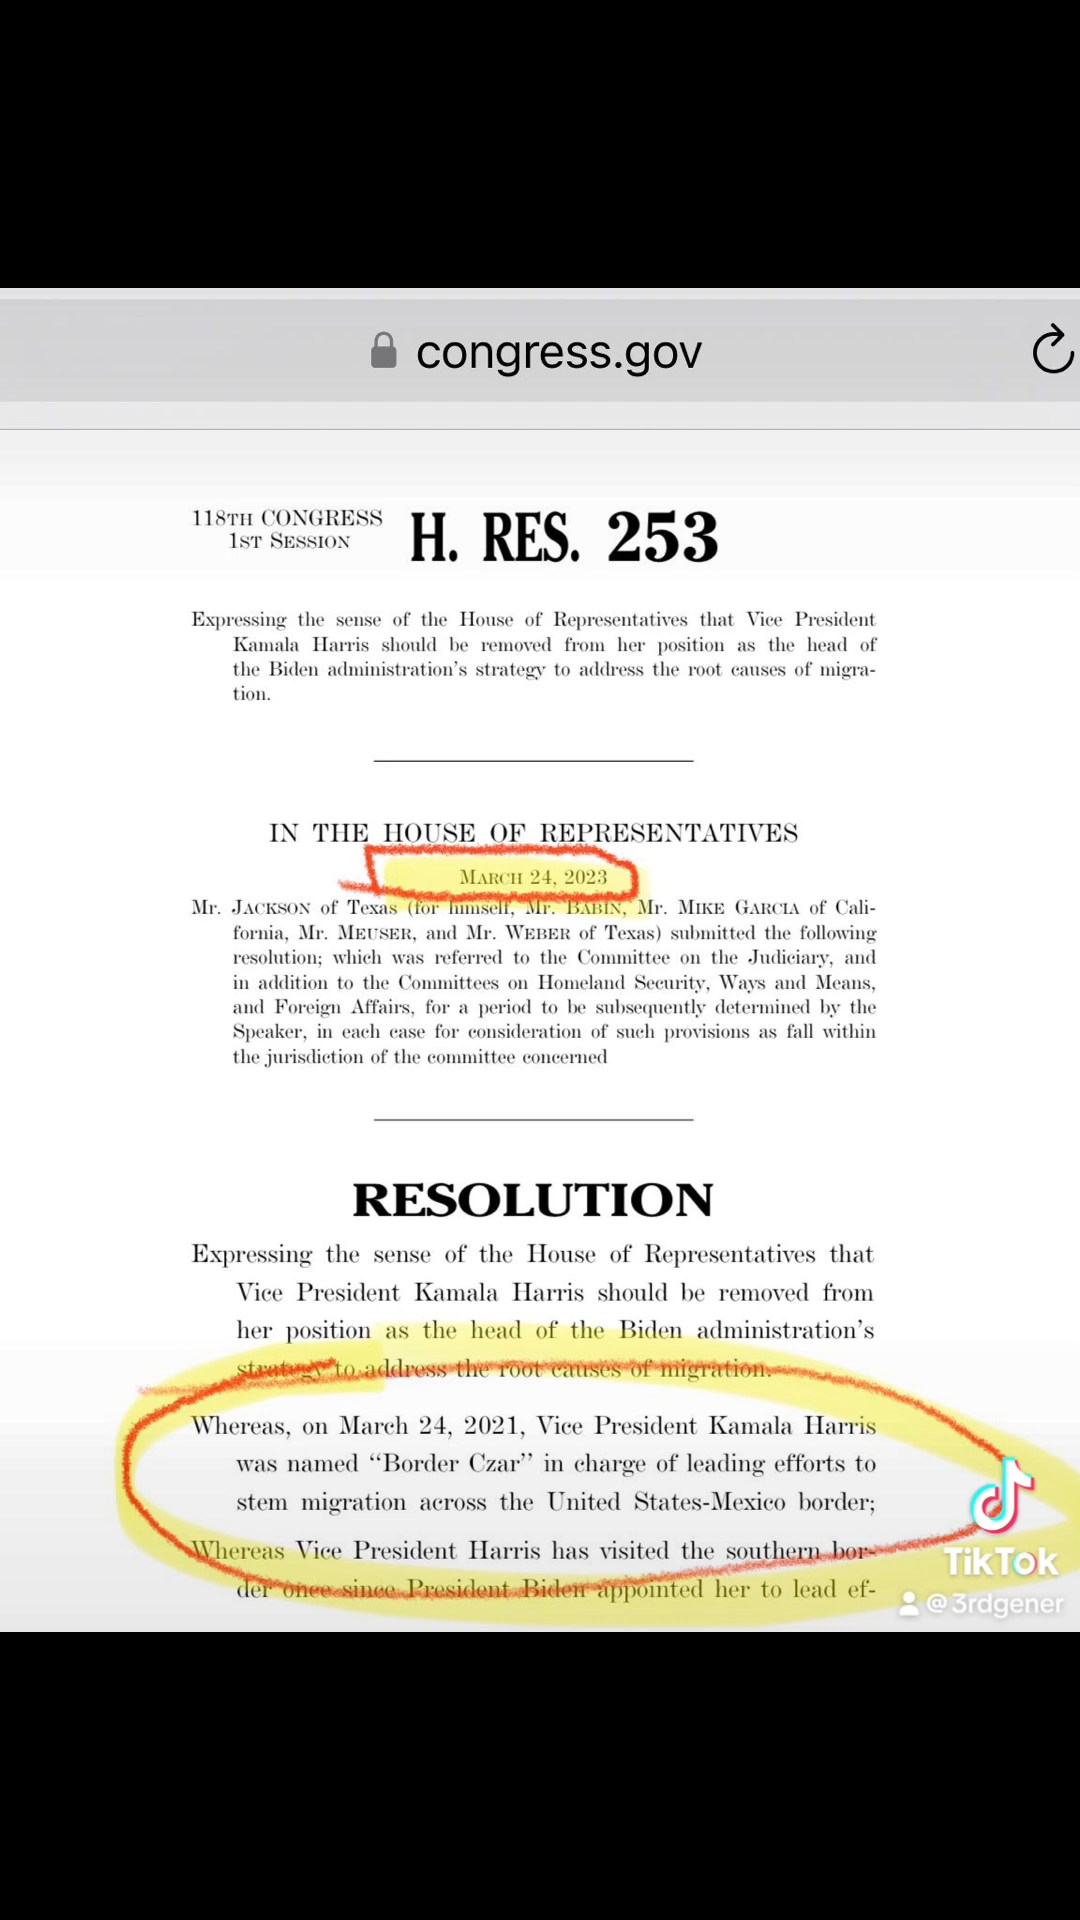 congress.gov
118TH CONGRESS
1ST SESSION
H. RES. 253
Expressing the sense of the House of Representatives that Vice President
Kamala Harris should be removed from her position as the head of
the Biden administration's strategy to address the root causes of migra-
tion.
IN THE HOUSE OF REPRESENTATIVES
MARCH 24, 2023
Mr. JACKSON of Texas (for himself, Mr. BABIN, Mr. MIKE GARCIA of Cali-
fornia, Mr. MEUSER, and Mr. WEBER of Texas) submitted the following
resolution; which was referred to the Committee on the Judiciary, and
in addition to the Committees on Homeland Security, Ways and Means,
and Foreign Affairs, for a period to be subsequently determined by the
Speaker, in each case for consideration of such provisions as fall within
the jurisdiction of the committee concerned
RESOLUTION
Expressing the sense of the House of Representatives that
Vice President Kamala Harris should be removed from
her position as the head of the Biden administration's
strategy to address the root causes of migration.
Whereas, on March 24, 2021, Vice President Kamala Harris
was named “Border Czar” in charge of leading efforts to
stem migration across the United States-Mexico border;
Whereas Vice President Harris has visited the southern bor-
der once since President Biden appointed her to lead ef-
TikTok
@3rdgener